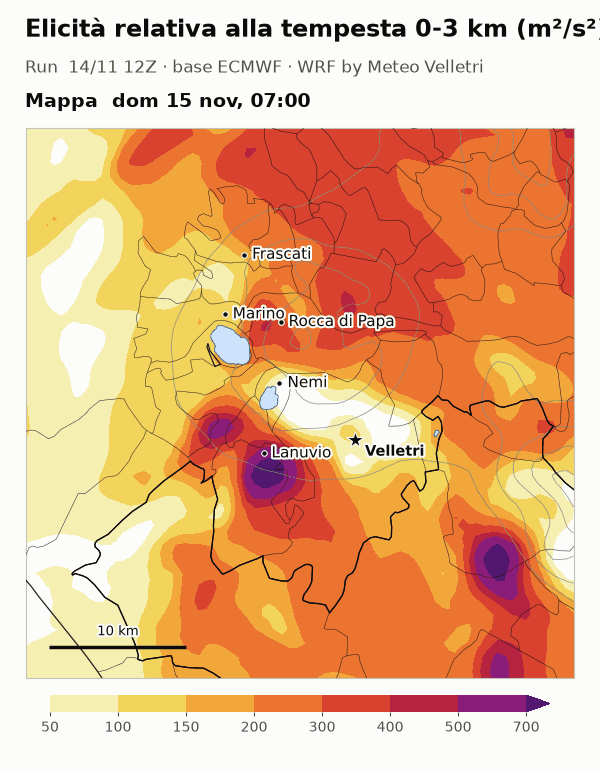 Elicità relativa alla tempesta 0-3 km (m²/s²)
Run  14/11 12Z · base ECMWF · WRF by Meteo Velletri
Mappa  dom 15 nov, 07:00
Frascati
Marino
Rocca di Papa
Nemi
Velletri
Lanuvio
10 km
50 100 150 200 300 400 500 700